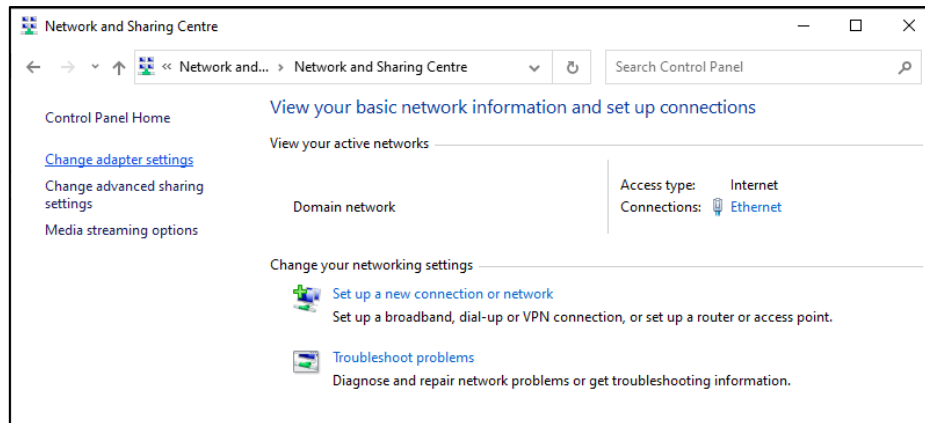 Network and Sharing Centre
« Network and... › Network and Sharing Centre
Search Control Panel
Control Panel Home
Change adapter settings
Change advanced sharing
settings
Media streaming options
View your basic network information and set up connections
View your active networks
Domain network
Access type: Internet
Connections: Ethernet
Change your networking settings
Set up a new connection or network
Set up a broadband, dial-up or VPN connection, or set up a router or access point.
Troubleshoot problems
Diagnose and repair network problems or get troubleshooting information.